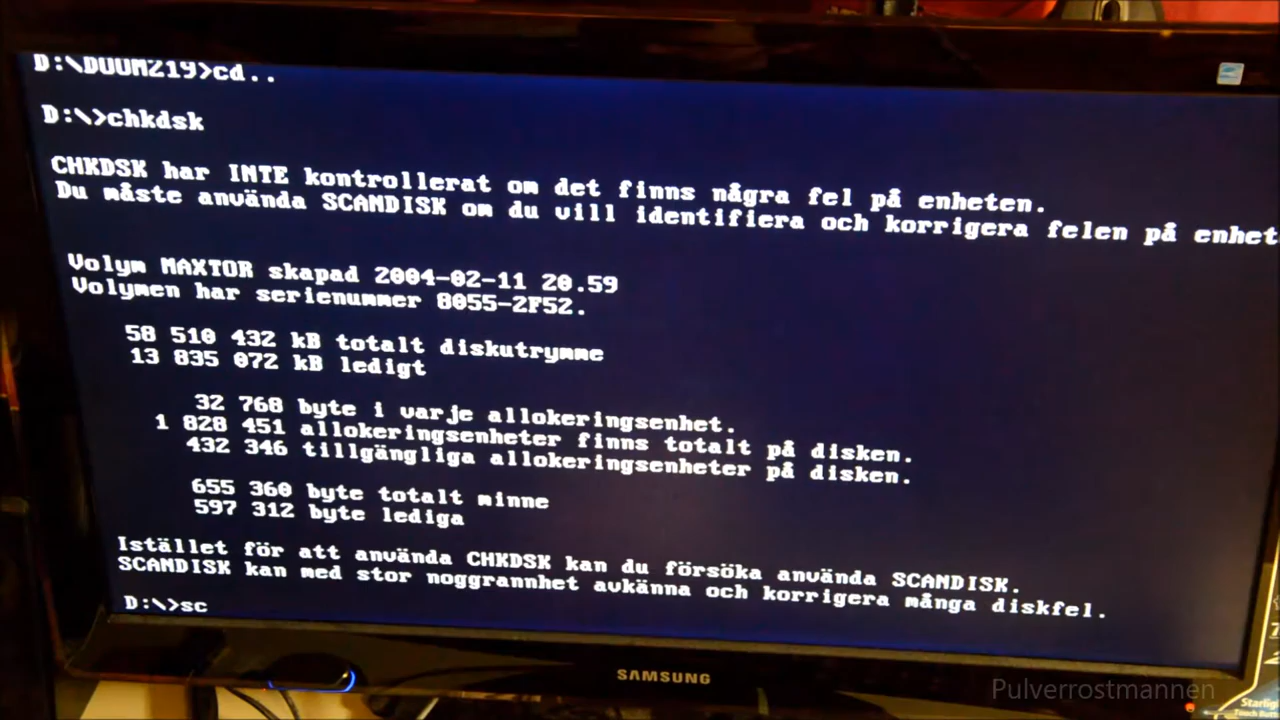 D:\DOOM219>cd..
D:\>chkdsk
CHKDSK har INTE kontrollerat om det finns några fel på enheten.
Du måste använda SCANDISK om du vill identifiera och korrigera felen på enhet
Volym MAXTOR skapad 2004-02-11 20.59
Volymen har serienummer 8055-2F52.
58 510 432 kB totalt diskutrymme
13 835 072 kB ledigt
32 768 byte i varje allokeringsenhet.
1 828 451 allokeringsenheter finns totalt på disken.
432 346 tillgängliga allokeringsenheter på disken.
655 360 byte totalt minne
597 312 byte lediga
Istället för att använda CHKDSK kan du försöka använda SCANDISK.
SCANDISK kan med stor noggrannhet avkänna och korrigera många diskfel.
D:\>sc
SAMSUNG
Pulverrostmannen